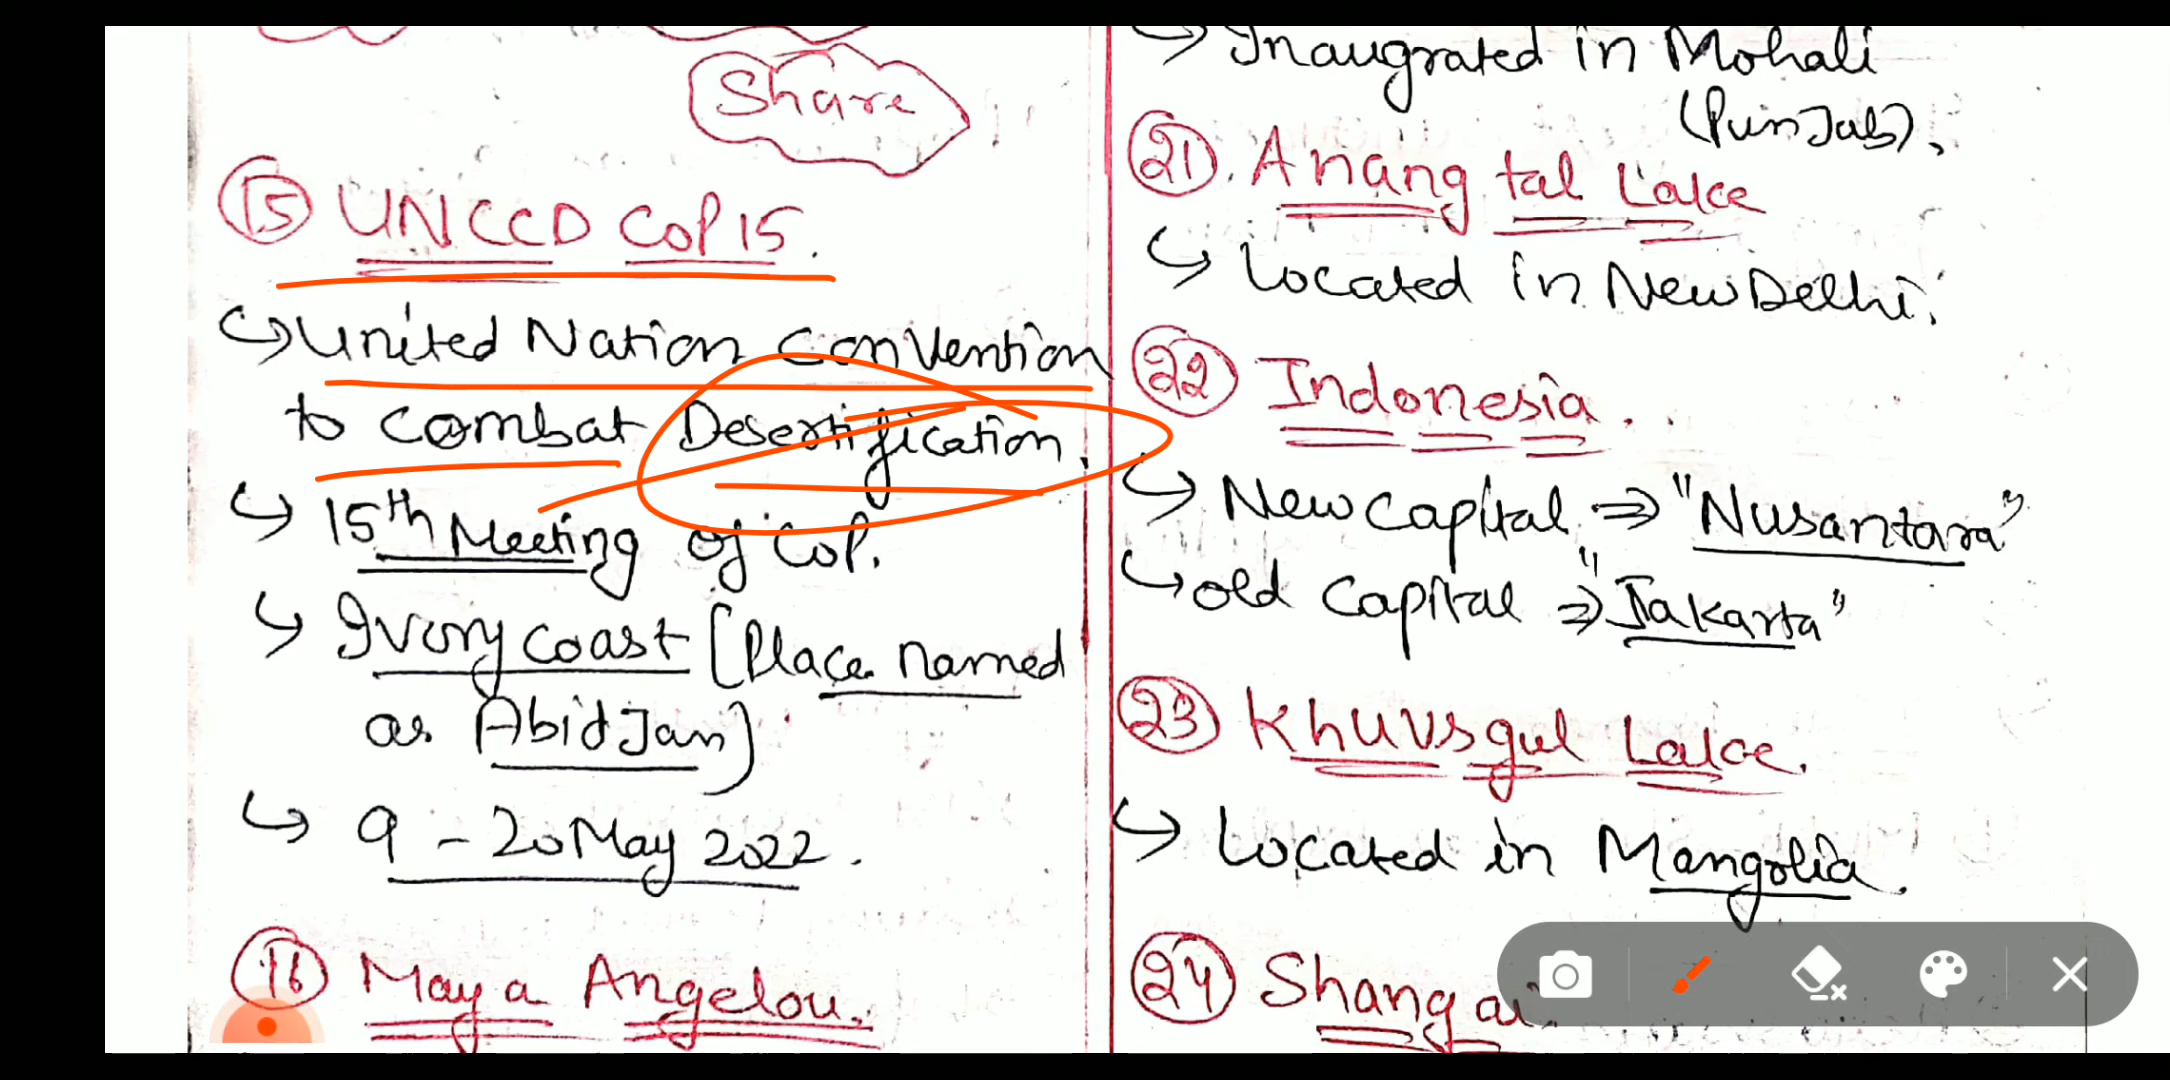 Share
15 UNCCD COP 15.
United Nation Convention
to combat Desertification.
15th Meeting of CoP.
Ivory coast [Place named
as AbidJan]
9 - 20 May 2022.
16 Maya Angelou.
Inaugrated in Mohali
(PunJab).
21. Anang tal Lake
Located in New Delhi.
22 Indonesia.
New capital ⇒ "Nusantara"
old capital ⇒ "Jakarta"
23 Khuvsgul Lake.
Located in Mangolia.
24 Shangai